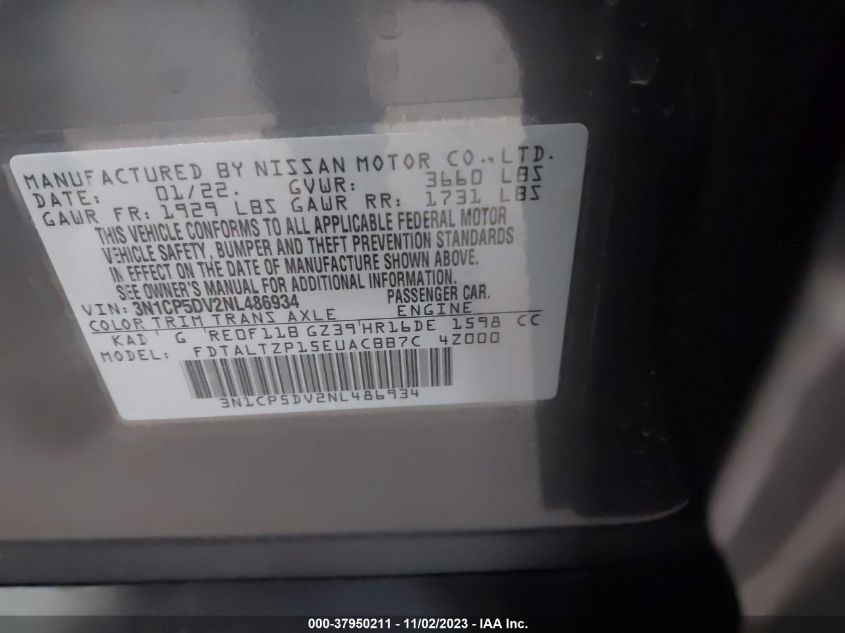 MANUFACTURED BY NISSAN MOTOR CO., LTD.
DATE: 01/22. GVWR: 3660 LBS
GAWR FR: 1929 LBS GAWR RR: 1731 LBS
THIS VEHICLE CONFORMS TO ALL APPLICABLE FEDERAL MOTOR
VEHICLE SAFETY, BUMPER AND THEFT PREVENTION STANDARDS
IN EFFECT ON THE DATE OF MANUFACTURE SHOWN ABOVE.
SEE OWNER'S MANUAL FOR ADDITIONAL INFORMATION.
VIN: 3N1CP5DV2NL486934 PASSENGER CAR.
COLOR TRIM TRANS AXLE ENGINE
KAD G RE0F11B GZ39 HR16DE 1598 CC
MODEL: FDTALTZP15EUACBB7C 4Z000
3N1CP5DV2NL486934
000-37950211 - 11/02/2023 - IAA Inc.